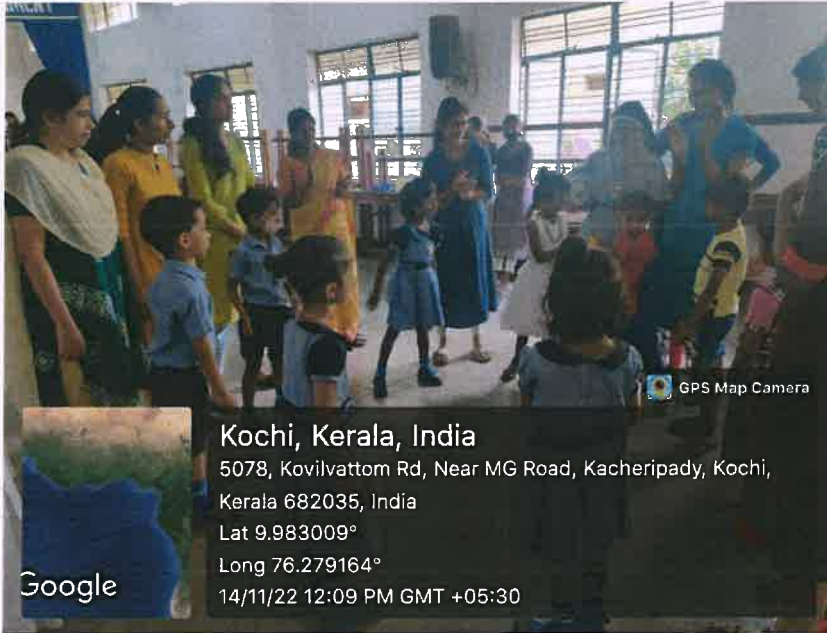 GPS Map Camera
Kochi, Kerala, India
5078, Kovilvattom Rd, Near MG Road, Kacheripady, Kochi,
Kerala 682035, India
Lat 9.983009°
Long 76.279164°
14/11/22 12:09 PM GMT +05:30
Google